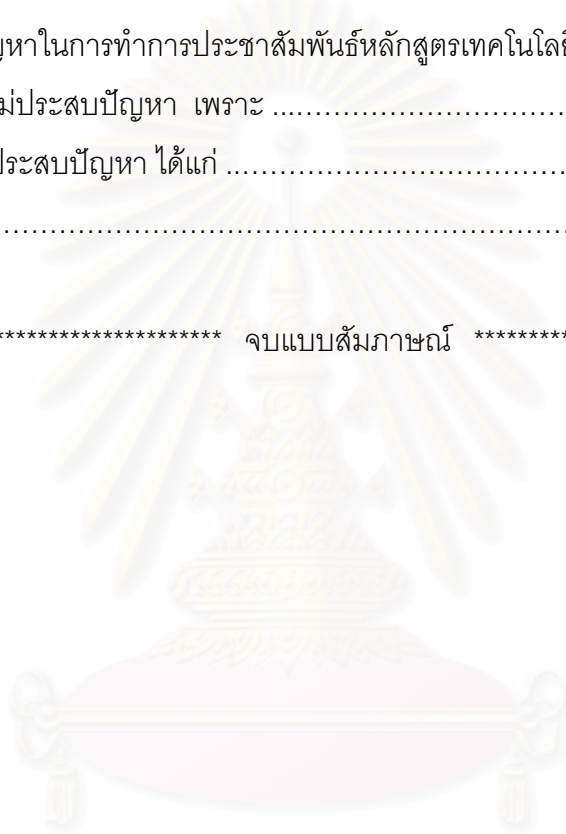 ญหาในการทำการประชาสัมพันธ์หลักสูตรเทคโนโลยี
ม่ประสบปัญหา เพราะ ................................
ประสบปัญหา ได้แก่ ....................................
............................................................
********************* จบแบบสัมภาษณ์ *********